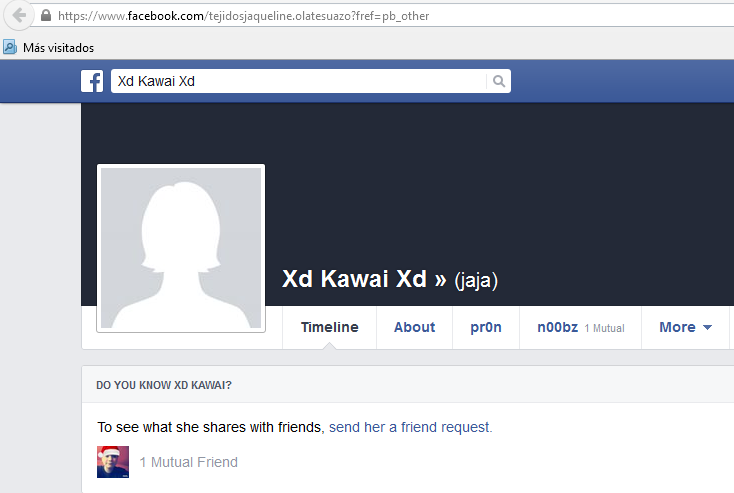 https://www.facebook.com/tejidosjaqueline.olatesuazo?fref=pb_other
Más visitados
f Xd Kawai Xd
Xd Kawai Xd » (jaja)
Timeline About pr0n n00bz 1 Mutual More
DO YOU KNOW XD KAWAI?
To see what she shares with friends, send her a friend request.
1 Mutual Friend